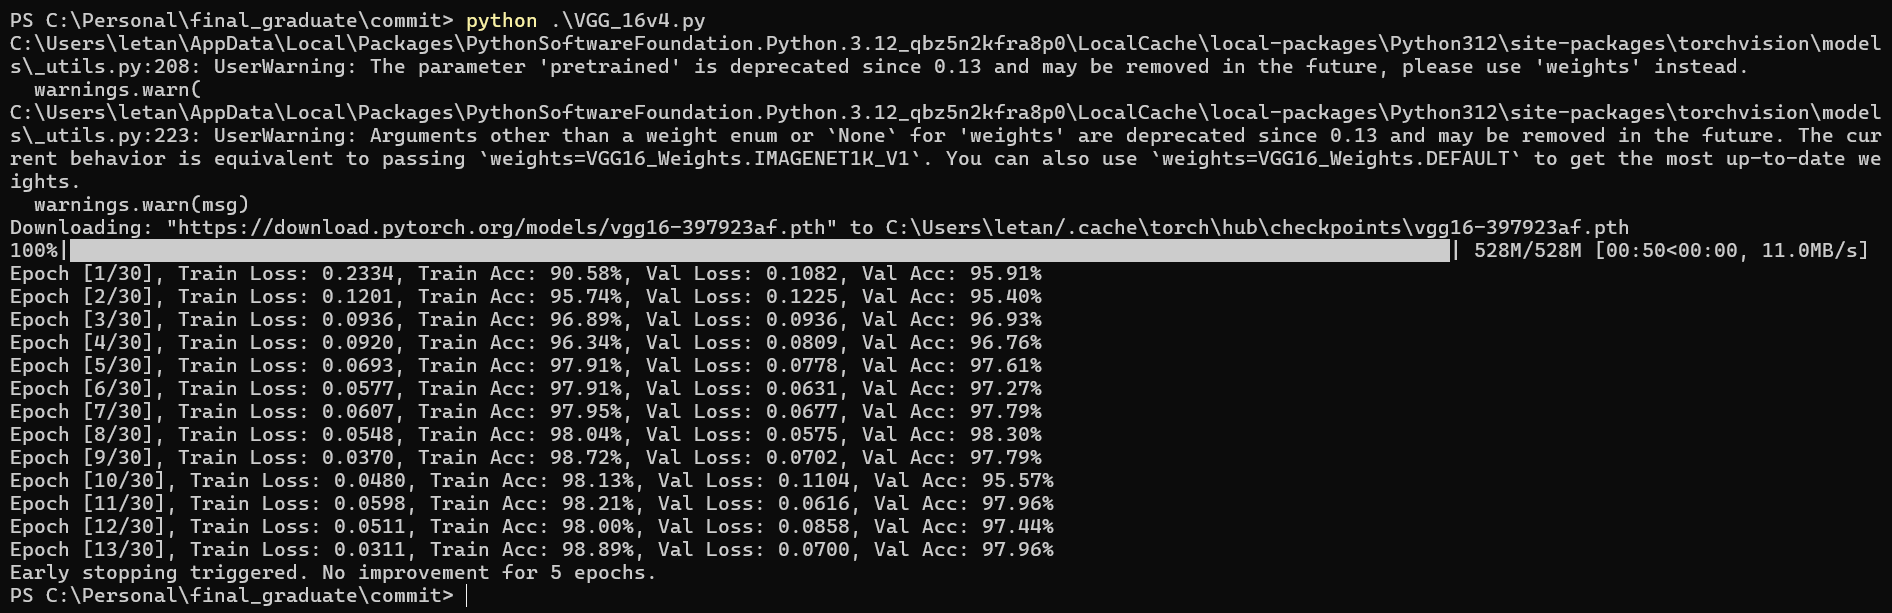 PS C:\Personal\final_graduate\commit> python .\VGG_16v4.py
C:\Users\letan\AppData\Local\Packages\PythonSoftwareFoundation.Python.3.12_qbz5n2kfra8p0\LocalCache\local-packages\Python312\site-packages\torchvision\model
s\_utils.py:208: UserWarning: The parameter 'pretrained' is deprecated since 0.13 and may be removed in the future, please use 'weights' instead.
  warnings.warn(
C:\Users\letan\AppData\Local\Packages\PythonSoftwareFoundation.Python.3.12_qbz5n2kfra8p0\LocalCache\local-packages\Python312\site-packages\torchvision\model
s\_utils.py:223: UserWarning: Arguments other than a weight enum or `None` for 'weights' are deprecated since 0.13 and may be removed in the future. The cur
rent behavior is equivalent to passing `weights=VGG16_Weights.IMAGENET1K_V1`. You can also use `weights=VGG16_Weights.DEFAULT` to get the most up-to-date we
ights.
  warnings.warn(msg)
Downloading: "https://download.pytorch.org/models/vgg16-397923af.pth" to C:\Users\letan/.cache\torch\hub\checkpoints\vgg16-397923af.pth
100%| | 528M/528M [00:50<00:00, 11.0MB/s]
Epoch [1/30], Train Loss: 0.2334, Train Acc: 90.58%, Val Loss: 0.1082, Val Acc: 95.91%
Epoch [2/30], Train Loss: 0.1201, Train Acc: 95.74%, Val Loss: 0.1225, Val Acc: 95.40%
Epoch [3/30], Train Loss: 0.0936, Train Acc: 96.89%, Val Loss: 0.0936, Val Acc: 96.93%
Epoch [4/30], Train Loss: 0.0920, Train Acc: 96.34%, Val Loss: 0.0809, Val Acc: 96.76%
Epoch [5/30], Train Loss: 0.0693, Train Acc: 97.91%, Val Loss: 0.0778, Val Acc: 97.61%
Epoch [6/30], Train Loss: 0.0577, Train Acc: 97.91%, Val Loss: 0.0631, Val Acc: 97.27%
Epoch [7/30], Train Loss: 0.0607, Train Acc: 97.95%, Val Loss: 0.0677, Val Acc: 97.79%
Epoch [8/30], Train Loss: 0.0548, Train Acc: 98.04%, Val Loss: 0.0575, Val Acc: 98.30%
Epoch [9/30], Train Loss: 0.0370, Train Acc: 98.72%, Val Loss: 0.0702, Val Acc: 97.79%
Epoch [10/30], Train Loss: 0.0480, Train Acc: 98.13%, Val Loss: 0.1104, Val Acc: 95.57%
Epoch [11/30], Train Loss: 0.0598, Train Acc: 98.21%, Val Loss: 0.0616, Val Acc: 97.96%
Epoch [12/30], Train Loss: 0.0511, Train Acc: 98.00%, Val Loss: 0.0858, Val Acc: 97.44%
Epoch [13/30], Train Loss: 0.0311, Train Acc: 98.89%, Val Loss: 0.0700, Val Acc: 97.96%
Early stopping triggered. No improvement for 5 epochs.
PS C:\Personal\final_graduate\commit>